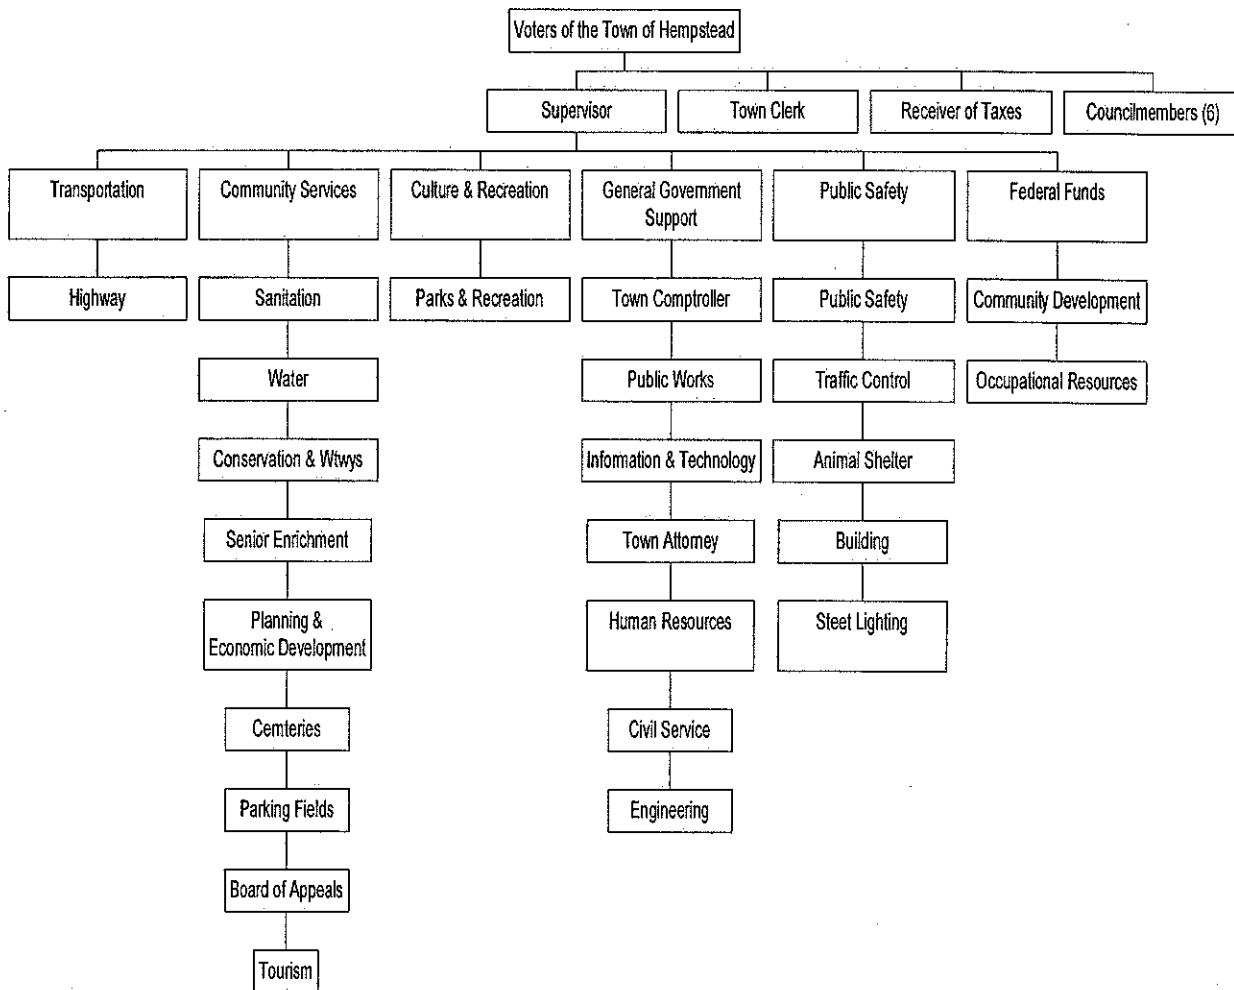 Voters of the Town of Hempstead
Supervisor
Town Clerk
Receiver of Taxes
Councilmembers (6)
Transportation
Community Services
Culture & Recreation
General Government
Support
Public Safety
Federal Funds
Highway
Sanitation
Parks & Recreation
Town Comptroller
Public Safety
Community Development
Water
Public Works
Traffic Control
Occupational Resources
Conservation & Wtwys
Information & Technology
Animal Shelter
Senior Enrichment
Town Attorney
Building
Planning &
Economic Development
Human Resources
Steet Lighting
Cemteries
Civil Service
Parking Fields
Engineering
Board of Appeals
Tourism